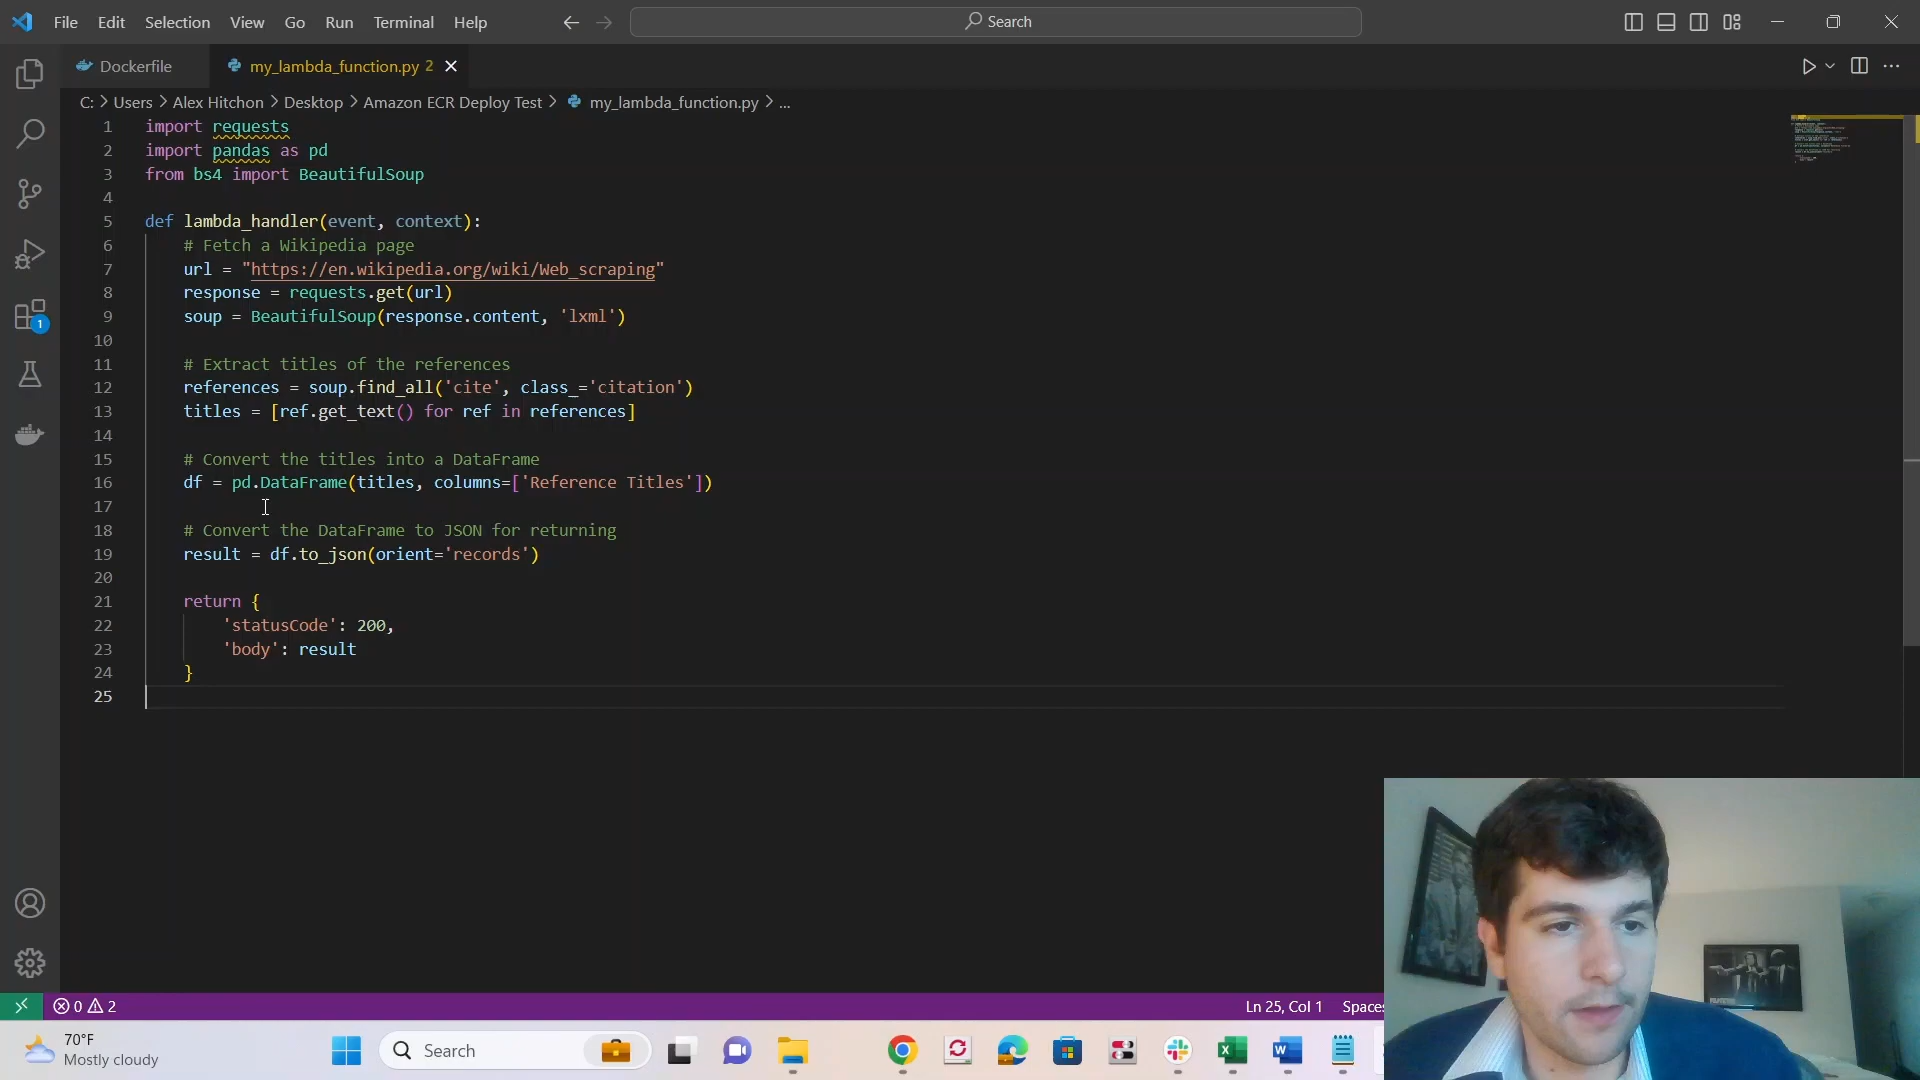 File Edit Selection View Go Run Terminal Help Search
Dockerfile my_lambda_function.py 2
C: > Users > Alex Hitchon > Desktop > Amazon ECR Deploy Test > my_lambda_function.py > ...
1 import requests
2 import pandas as pd
3 from bs4 import BeautifulSoup
4
5 def lambda_handler(event, context):
6 # Fetch a Wikipedia page
7 url = "https://en.wikipedia.org/wiki/Web_scraping"
8 response = requests.get(url)
9 soup = BeautifulSoup(response.content, 'lxml')
10
11 # Extract titles of the references
12 references = soup.find_all('cite', class_='citation')
13 titles = [ref.get_text() for ref in references]
14
15 # Convert the titles into a DataFrame
16 df = pd.DataFrame(titles, columns=['Reference Titles'])
17
18 # Convert the DataFrame to JSON for returning
19 result = df.to_json(orient='records')
20
21 return {
22 'statusCode': 200,
23 'body': result
24 }
25
1
0 2 Ln 25, Col 1 Spaces
70°F
Mostly cloudy
Search